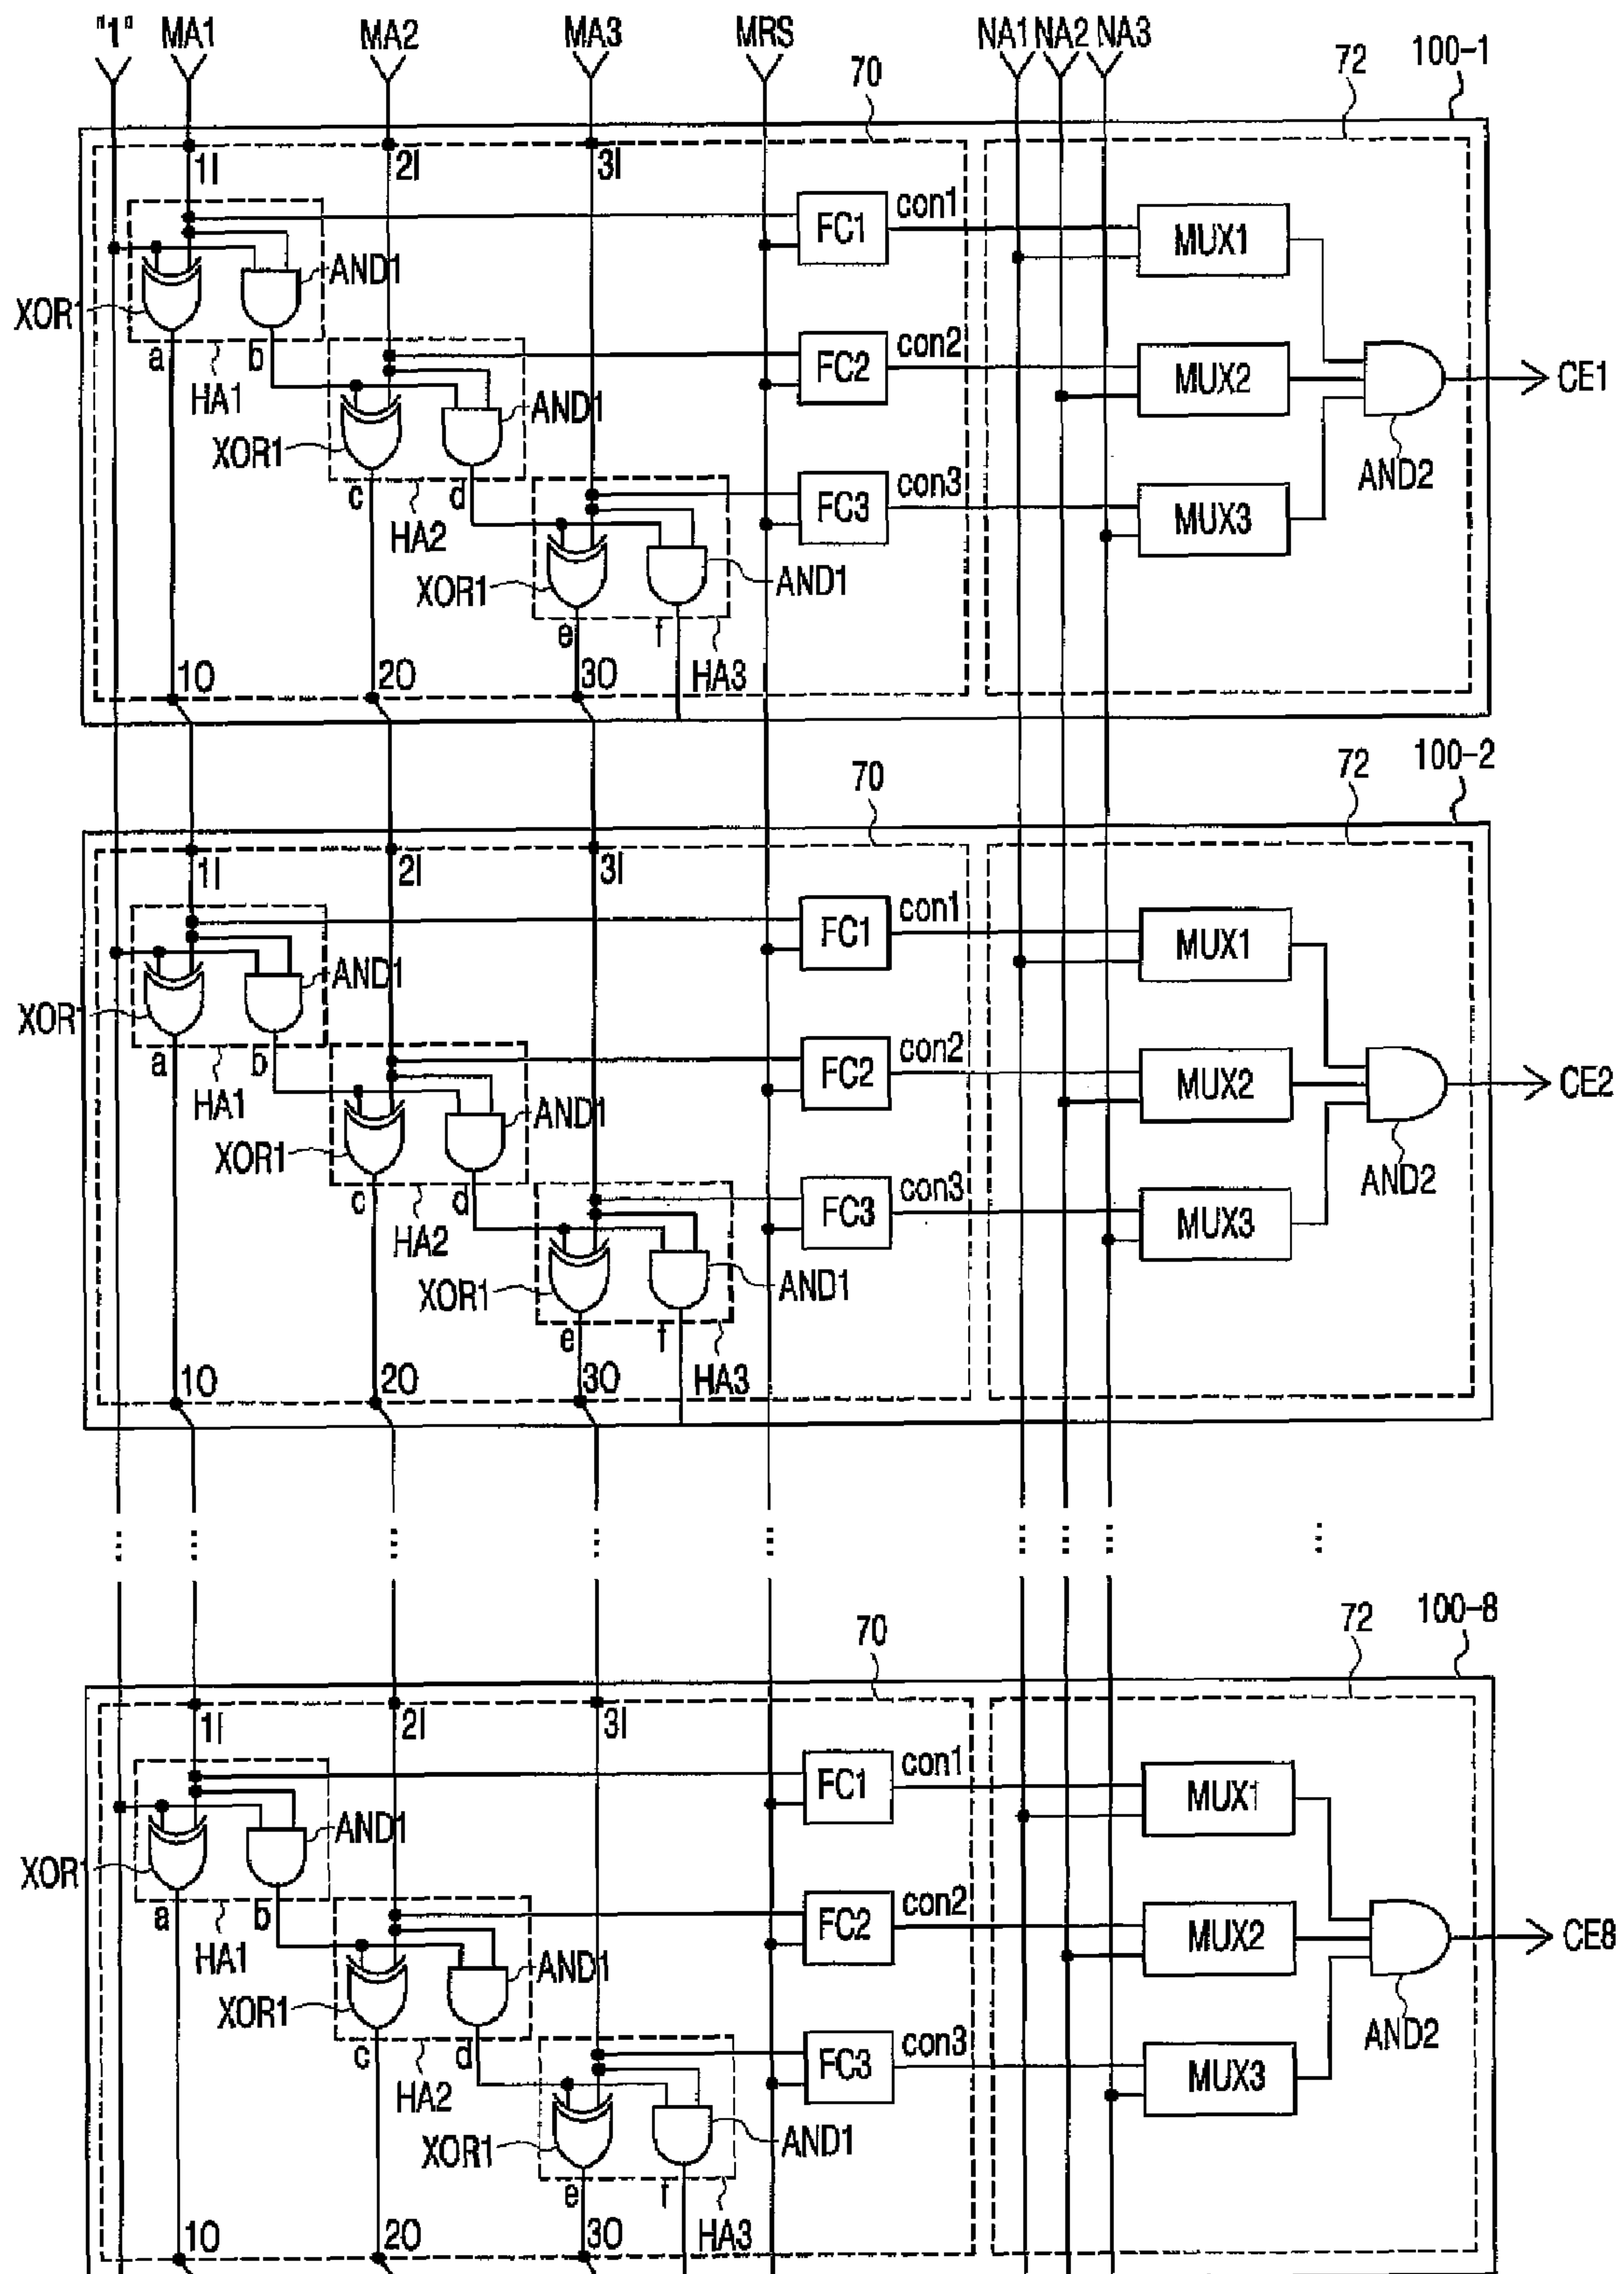 "1" MA1 MA2 MA3 MRS NA1 NA2 NA3
100-1
70 72
1I 2I 3I
FC1 con1 MUX1
AND1
XOR1
a b
HA1
FC2 con2 MUX2
CE1
AND1
XOR1
AND2
c d
HA2
FC3 con3 MUX3
AND1
XOR1
e f
HA3
1O 2O 3O
100-2
70 72
1I 2I 3I
FC1 con1 MUX1
AND1
XOR1
a b
HA1
FC2 con2 MUX2
CE2
AND1
XOR1
AND2
c d
HA2
FC3 con3 MUX3
AND1
XOR1
e f
HA3
1O 2O 3O
100-8
70 72
1I 2I 3I
FC1 con1 MUX1
AND1
XOR1
a b
HA1
FC2 con2 MUX2
CE8
AND1
XOR1
AND2
c d
HA2
FC3 con3 MUX3
AND1
XOR1
e f
HA3
1O 2O 3O